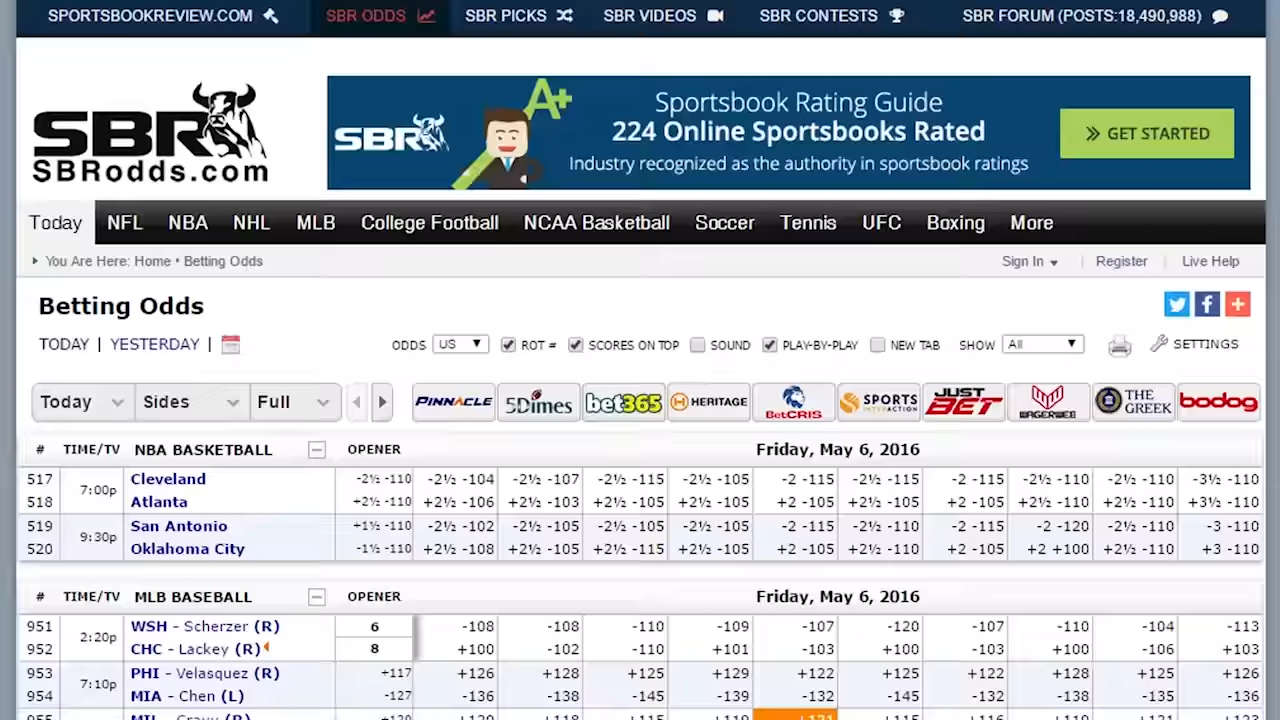 SPORTSBOOKREVIEW.COM SBR ODDS SBR PICKS SBR VIDEOS SBR CONTESTS SBR FORUM (POSTS:18,490,988)
SBR
SBRodds.com
SBR
A+
Sportsbook Rating Guide
224 Online Sportsbooks Rated
Industry recognized as the authority in sportsbook ratings
GET STARTED
Today NFL NBA NHL MLB College Football NCAA Basketball Soccer Tennis UFC Boxing More
You Are Here: Home • Betting Odds Sign In | Register | Live Help
Betting Odds
TODAY | YESTERDAY | ODDS US ROT # SCORES ON TOP SOUND PLAY-BY-PLAY NEW TAB SHOW All SETTINGS
Today Sides Full PINNACLE 5Dimes bet365 HERITAGE BetCRIS SPORTS INTERACTION JUST BET WAGERWEB THE GREEK bodog
# TIME/TV NBA BASKETBALL OPENER Friday, May 6, 2016
517 Cleveland -2½ -110 -2½ -104 -2½ -107 -2½ -115 -2½ -105 -2 -115 -2½ -115 -2 -115 -2½ -110 -2½ -110 -3½ -110
7:00p
518 Atlanta +2½ -110 +2½ -106 +2½ -103 +2½ -105 +2½ -105 +2 -105 +2½ -105 +2 -105 +2½ -110 +2½ -110 +3½ -110
519 San Antonio +1½ -110 -2½ -102 -2½ -105 -2½ -105 -2½ -105 -2 -115 -2½ -110 -2 -115 -2 -120 -2½ -110 -3 -110
9:30p
520 Oklahoma City -1½ -110 +2½ -108 +2½ -105 +2½ -115 +2½ -105 +2 -105 +2½ -110 +2 -105 +2 +100 +2½ -110 +3 -110
# TIME/TV MLB BASEBALL OPENER Friday, May 6, 2016
951 WSH - Scherzer (R) 6 -108 -108 -110 -109 -107 -120 -107 -110 -104 -113
2:20p
952 CHC - Lackey (R) 8 +100 -102 -110 +101 -103 +100 -103 +100 -106 +103
953 PHI - Velasquez (R) +117 +126 +128 +125 +129 +122 +125 +122 +128 +125 +126
7:10p
954 MIA - Chen (L) -127 -136 -138 -145 -139 -132 -145 -132 -138 -135 -136